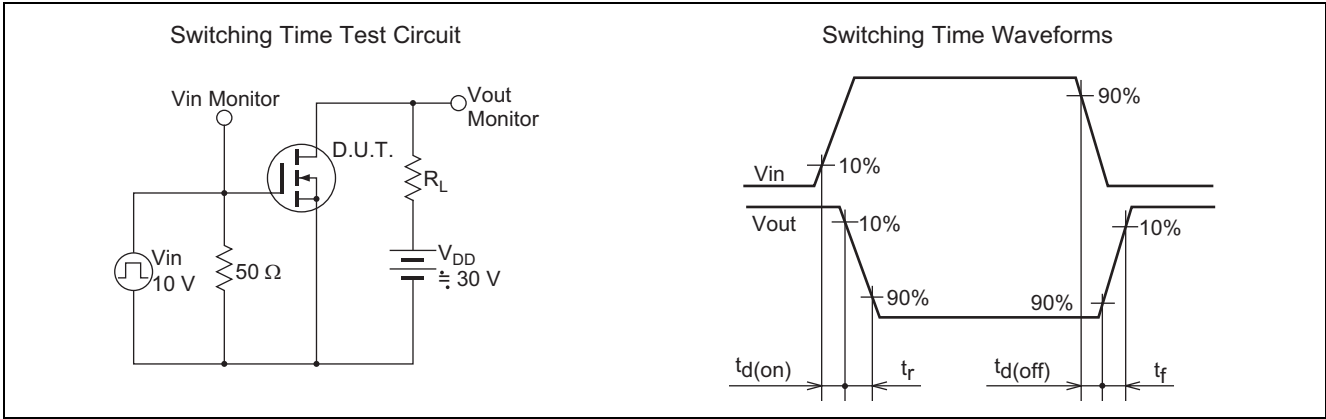 Switching Time Test Circuit
Vin Monitor
Vout
Monitor
D.U.T.
RL
Vin
10 V
50 Ω
VDD
≒ 30 V
Switching Time Waveforms
90%
10%
Vin
Vout
10%
10%
90%
90%
td(on)
tr
td(off)
tf